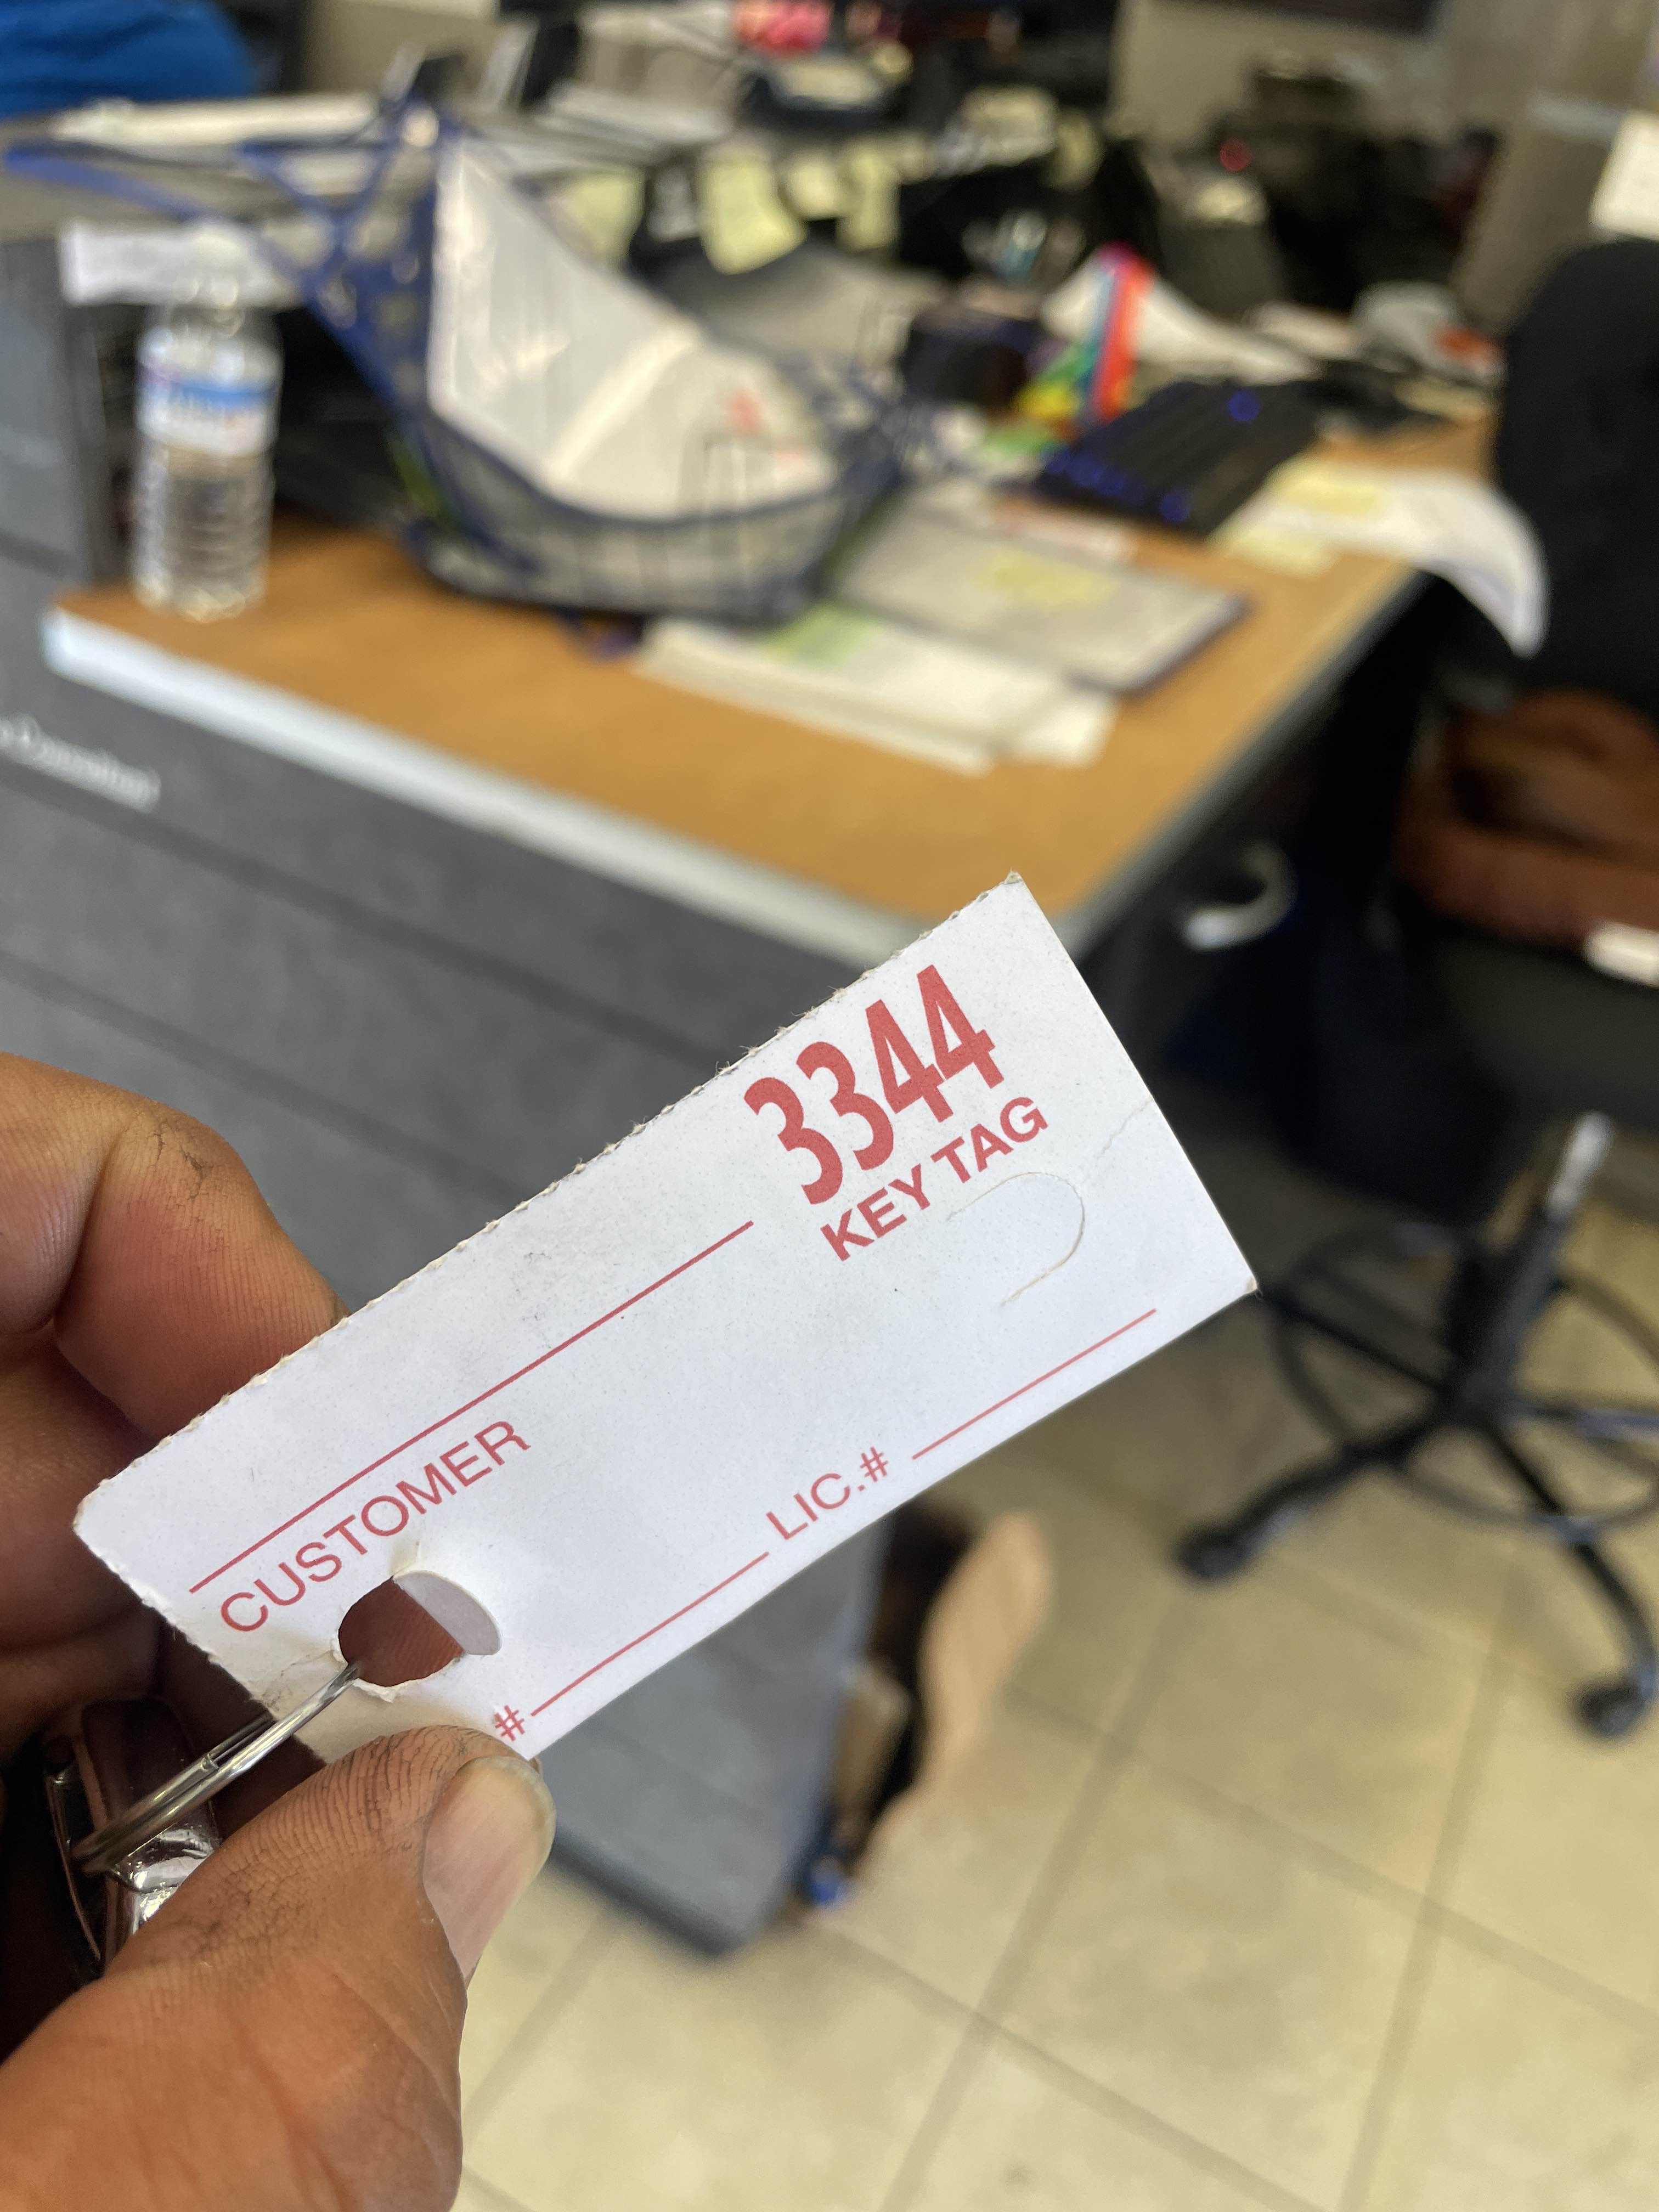 3344
KEY TAG
CUSTOMER
# LIC.#